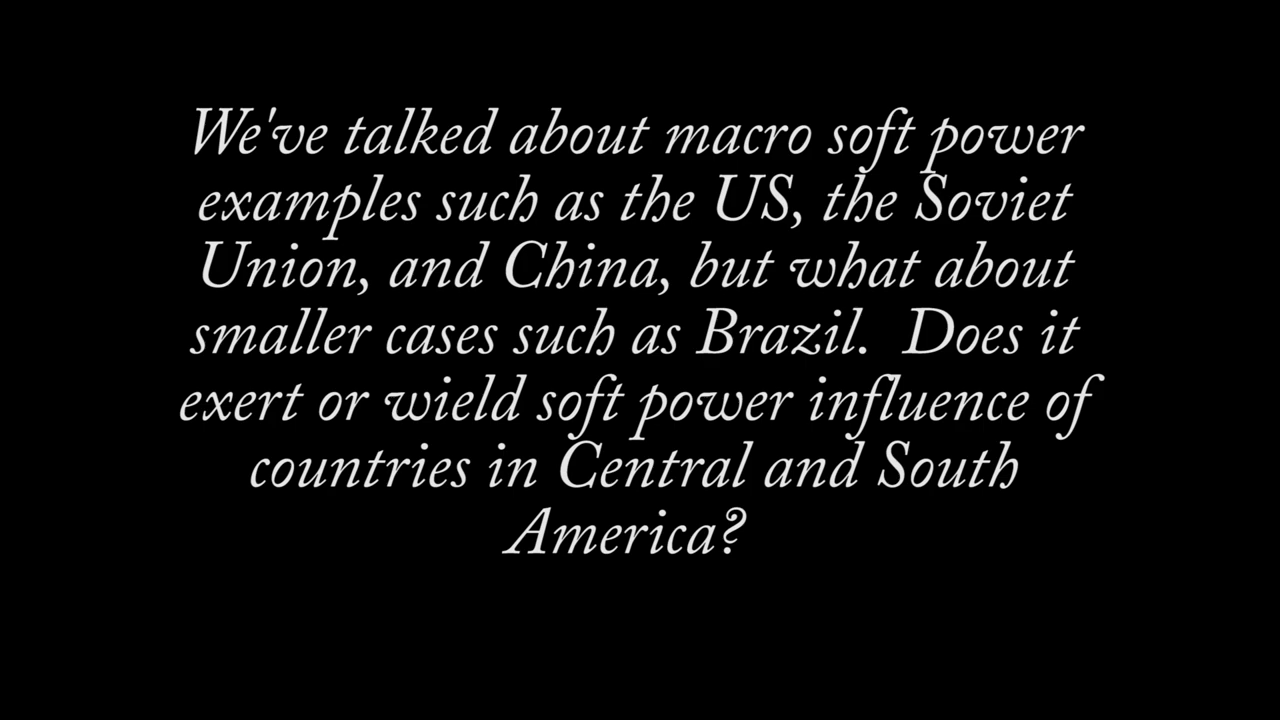 We've talked about macro soft power
examples such as the US, the Soviet
Union, and China, but what about
smaller cases such as Brazil.  Does it
exert or wield soft power influence of
countries in Central and South
America?